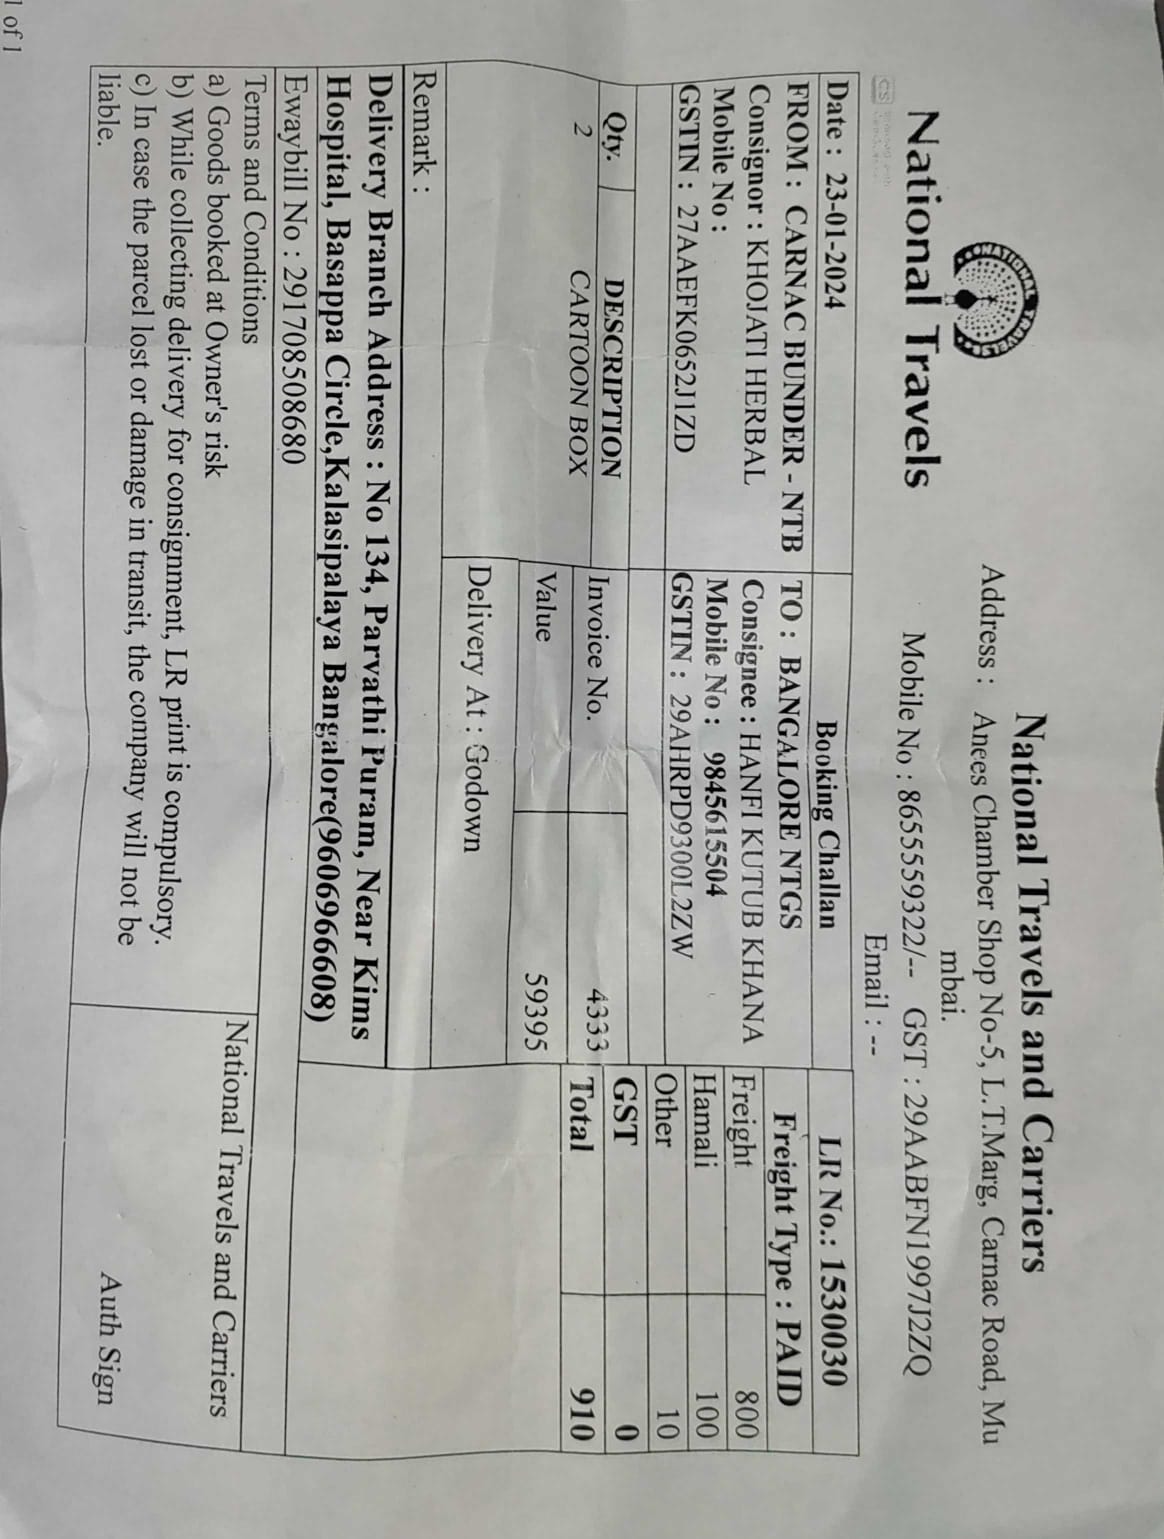 NATIONAL TRAVELS
National Travels
National Travels and Carriers
Address : Anees Chamber Shop No-5, L.T.Marg, Carnac Road, Mu
mbai.
Mobile No : 8655559322/-- GST : 29AABFN1997J2ZQ
Email : --
CS
Date : 23-01-2024
Booking Challan
LR No.: 1530030
FROM : CARNAC BUNDER - NTB
Consignor : KHOJATI HERBAL
Mobile No :
GSTIN : 27AAEFK0652J1ZD
TO : BANGALORE NTGS
Consignee : HANFI KUTUB KHANA
Mobile No : 9845615504
GSTIN : 29AHRPD9300L2ZW
Freight Type : PAID
Freight 800
Hamali 100
Other 10
GST 0
Total 910
Qty. DESCRIPTION
2 CARTOON BOX
Invoice No. 4333
Value 59395
Delivery At : Godown
Remark :
Delivery Branch Address : No 134, Parvathi Puram, Near Kims
Hospital, Basappa Circle,Kalasipalaya Bangalore(9606966608)
Ewaybill No : 291708508680
Terms and Conditions
a) Goods booked at Owner's risk
b) While collecting delivery for consignment, LR print is compulsory.
c) In case the parcel lost or damage in transit, the company will not be
liable.
National Travels and Carriers
Auth Sign
1 of 1